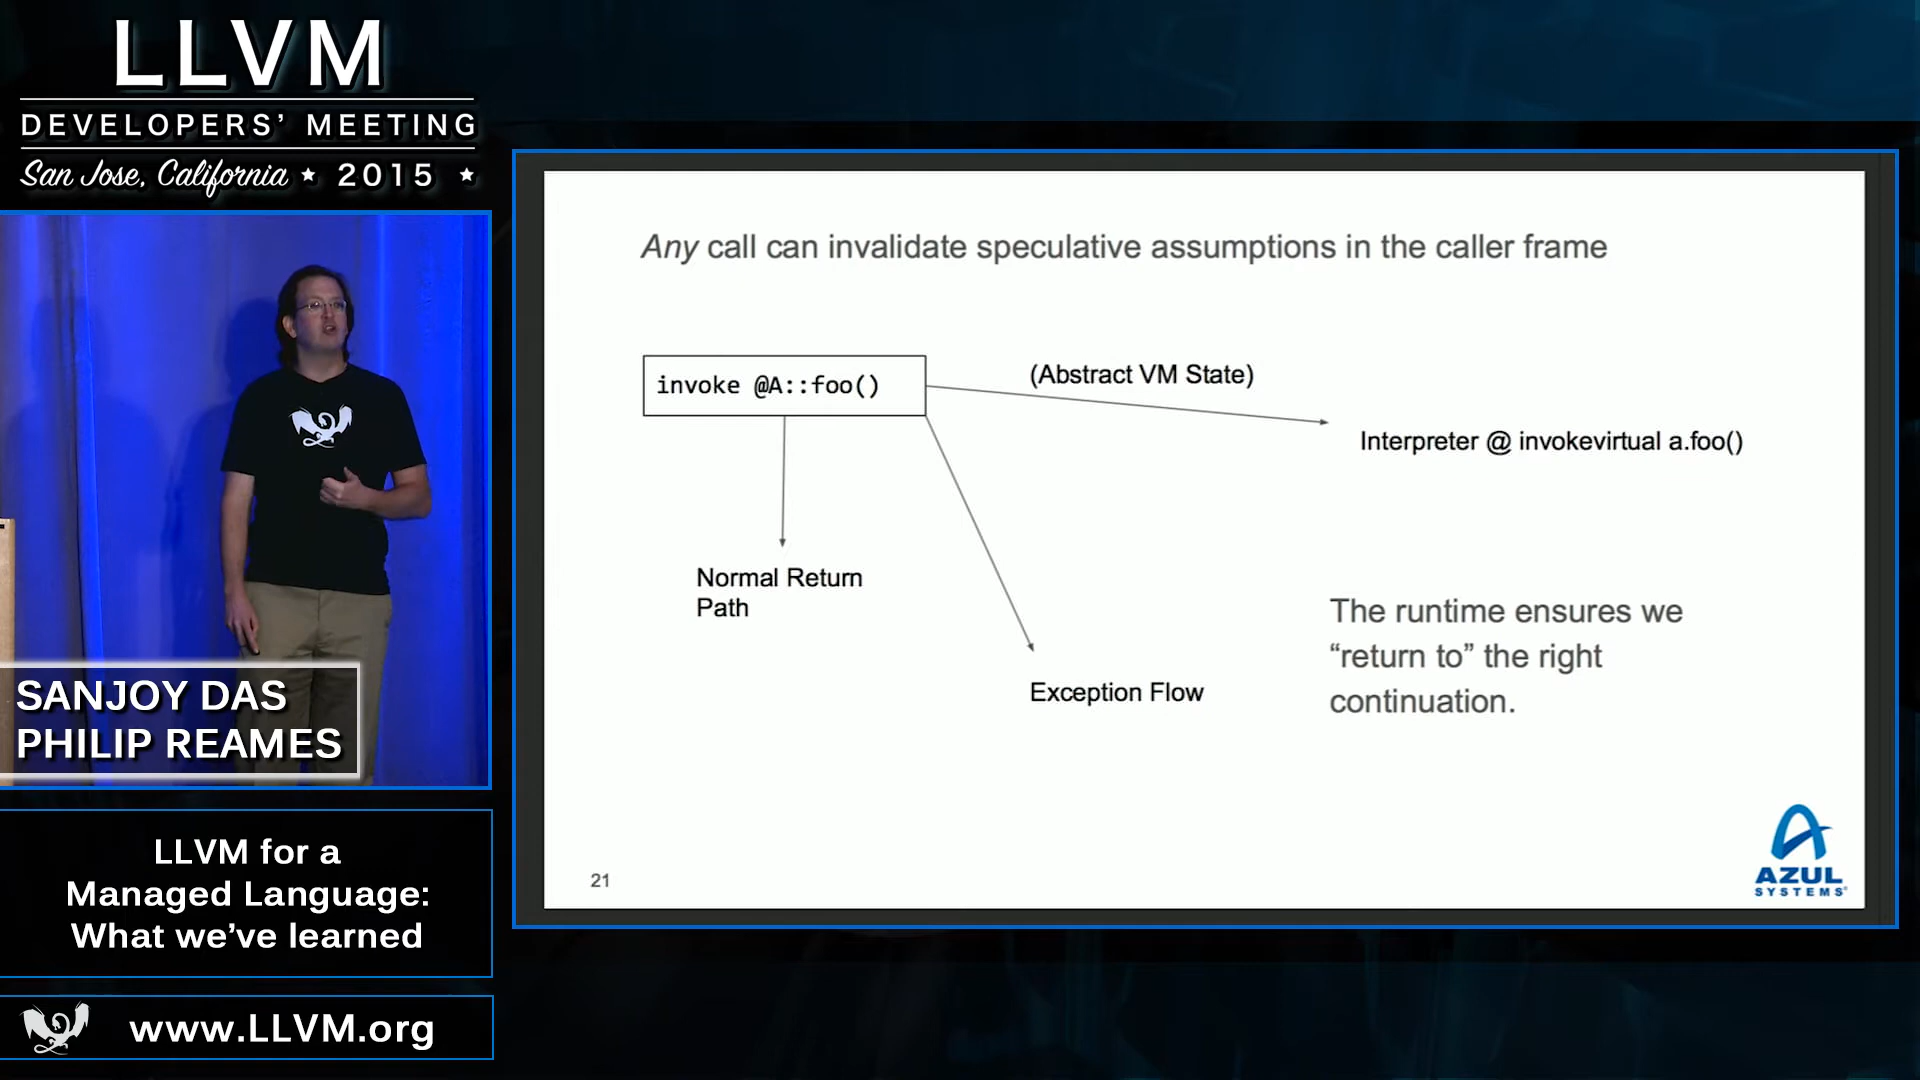 LLVM
DEVELOPERS’ MEETING
San Jose, California ★ 2015 ★
SANJOY DAS
PHILIP REAMES
LLVM for a
Managed Language:
What we’ve learned
www.LLVM.org
Any call can invalidate speculative assumptions in the caller frame
invoke @A::foo()
(Abstract VM State)
Interpreter @ invokevirtual a.foo()
Normal Return
Path
Exception Flow
The runtime ensures we
“return to” the right
continuation.
21
AZUL
SYSTEMS